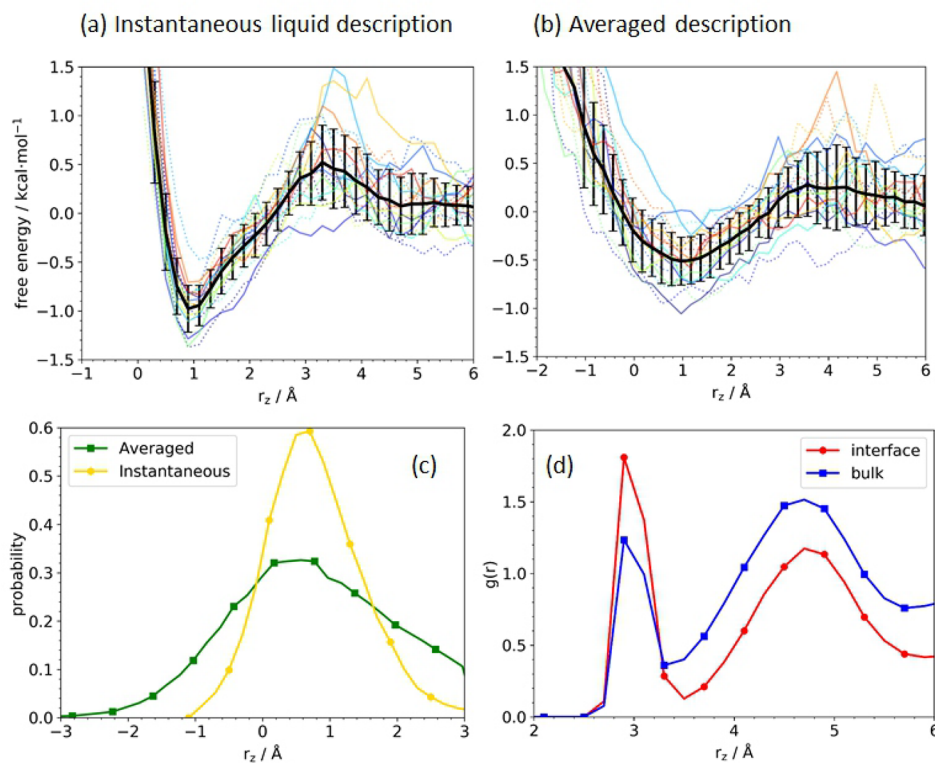 (a) Instantaneous liquid description
(b) Averaged description
free energy / kcal·mol⁻¹
1.5
1.0
0.5
0.0
−0.5
−1.0
−1.5
−1 0 1 2 3 4 5 6
r_z / Å
1.5
1.0
0.5
0.0
−0.5
−1.0
−1.5
−2 −1 0 1 2 3 4 5 6
r_z / Å
probability
0.6
0.5
0.4
0.3
0.2
0.1
0.0
Averaged
Instantaneous
(c)
−3 −2 −1 0 1 2 3
r_z / Å
g(r)
2.0
1.5
1.0
0.5
0.0
(d)
interface
bulk
2 3 4 5 6
r_z / Å